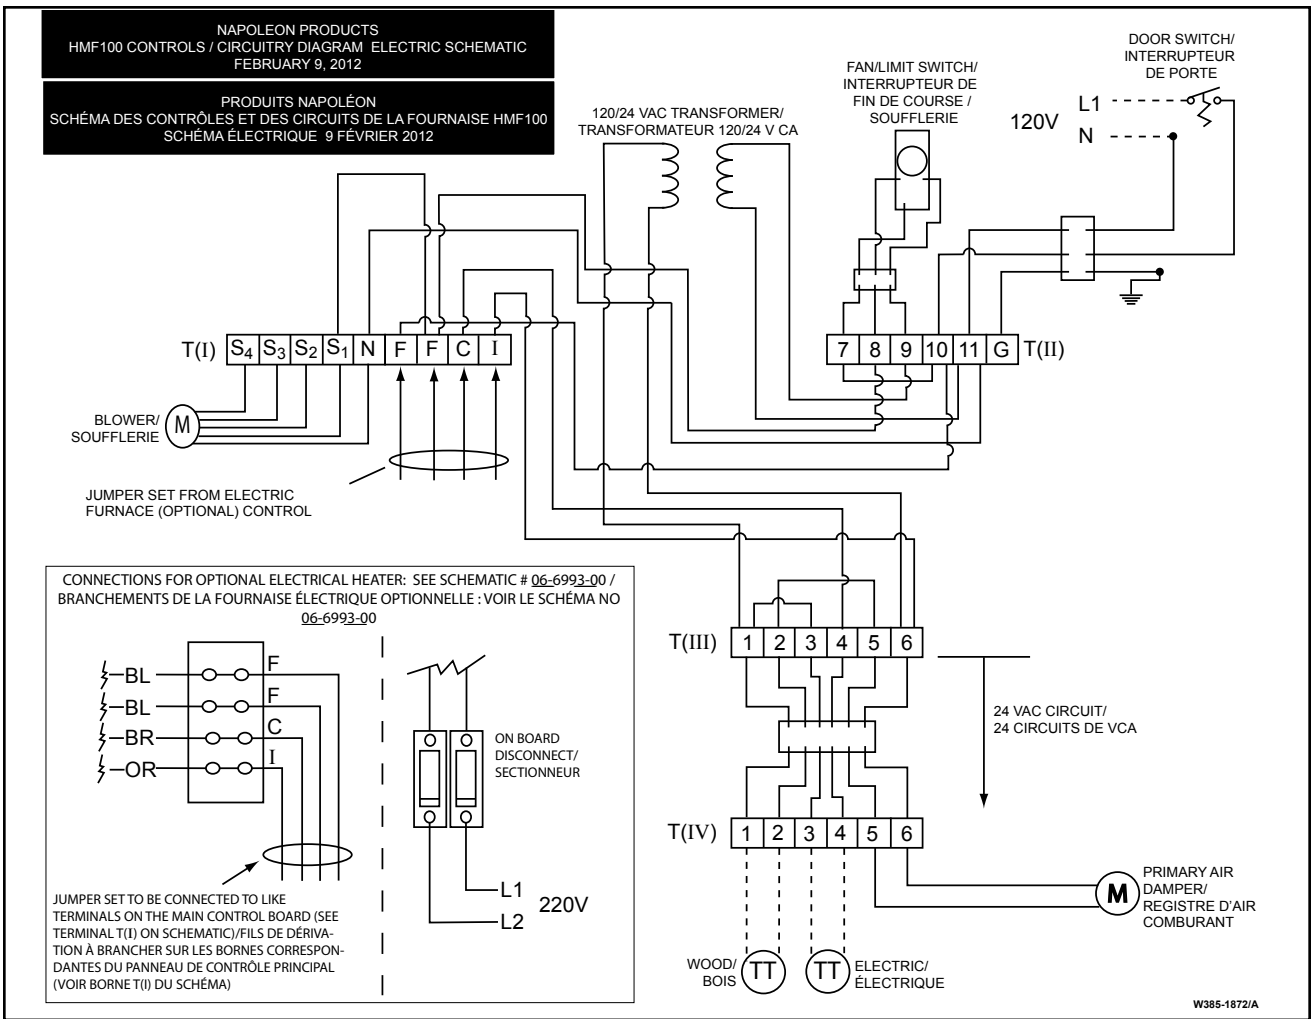 NAPOLEON PRODUCTS
HMF100 CONTROLS / CIRCUITRY DIAGRAM ELECTRIC SCHEMATIC
FEBRUARY 9, 2012
PRODUITS NAPOLÉON
SCHÉMA DES CONTRÔLES ET DES CIRCUITS DE LA FOURNAISE HMF100
SCHÉMA ÉLECTRIQUE 9 FÉVRIER 2012
120/24 VAC TRANSFORMER/
TRANSFORMATEUR 120/24 V CA
FAN/LIMIT SWITCH/
INTERRUPTEUR DE
FIN DE COURSE /
SOUFFLERIE
DOOR SWITCH/
INTERRUPTEUR
DE PORTE
120V
L1
N
T(I) S4 S3 S2 S1 N F F C I
7 8 9 10 11 G T(II)
BLOWER/
SOUFFLERIE
M
JUMPER SET FROM ELECTRIC
FURNACE (OPTIONAL) CONTROL
CONNECTIONS FOR OPTIONAL ELECTRICAL HEATER: SEE SCHEMATIC # 06-6993-00 /
BRANCHEMENTS DE LA FOURNAISE ÉLECTRIQUE OPTIONNELLE : VOIR LE SCHÉMA NO
06-6993-00
BL F
BL F
BR C
OR I
ON BOARD
DISCONNECT/
SECTIONNEUR
L1
L2
220V
JUMPER SET TO BE CONNECTED TO LIKE
TERMINALS ON THE MAIN CONTROL BOARD (SEE
TERMINAL T(I) ON SCHEMATIC)/FILS DE DÉRIVA-
TION À BRANCHER SUR LES BORNES CORRESPON-
DANTES DU PANNEAU DE CONTRÔLE PRINCIPAL
(VOIR BORNE T(I) DU SCHÉMA)
T(III) 1 2 3 4 5 6
24 VAC CIRCUIT/
24 CIRCUITS DE VCA
T(IV) 1 2 3 4 5 6
M
PRIMARY AIR
DAMPER/
REGISTRE D'AIR
COMBURANT
WOOD/
BOIS
TT
TT
ELECTRIC/
ÉLECTRIQUE
W385-1872/A